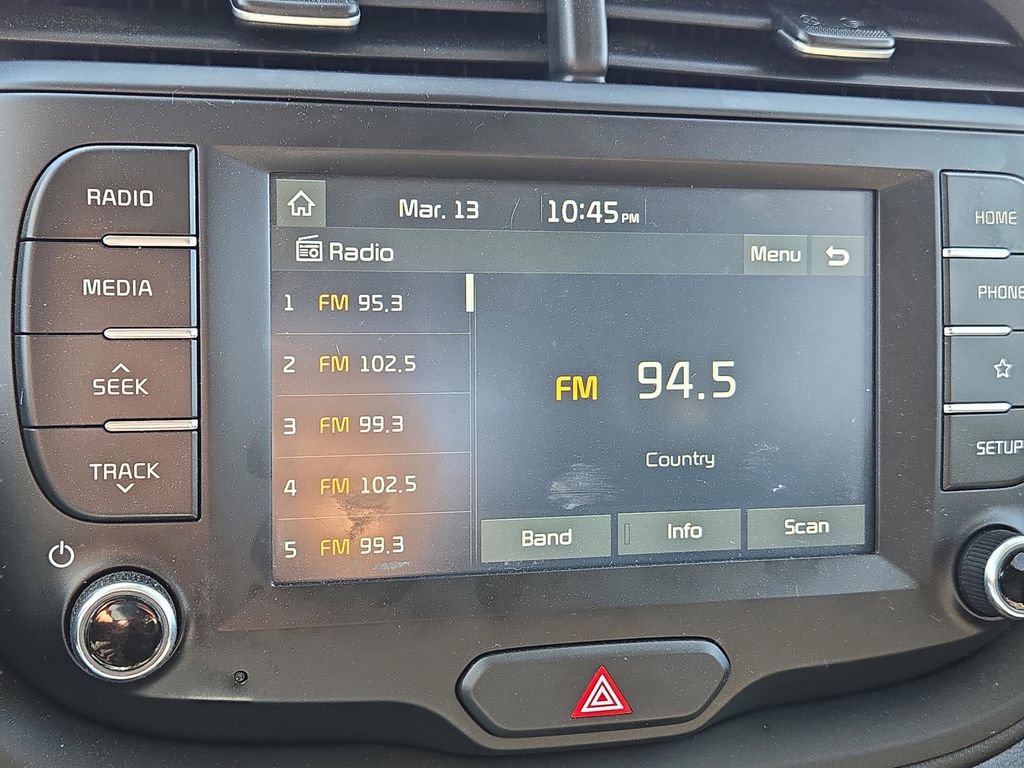 RADIO
MEDIA
SEEK
TRACK
Mar. 13
10:45 PM
Radio
Menu
1 FM 95.3
2 FM 102.5
3 FM 99.3
4 FM 102.5
5 FM 99.3
FM 94.5
Country
Band
Info
Scan
HOME
PHONE
SETUP